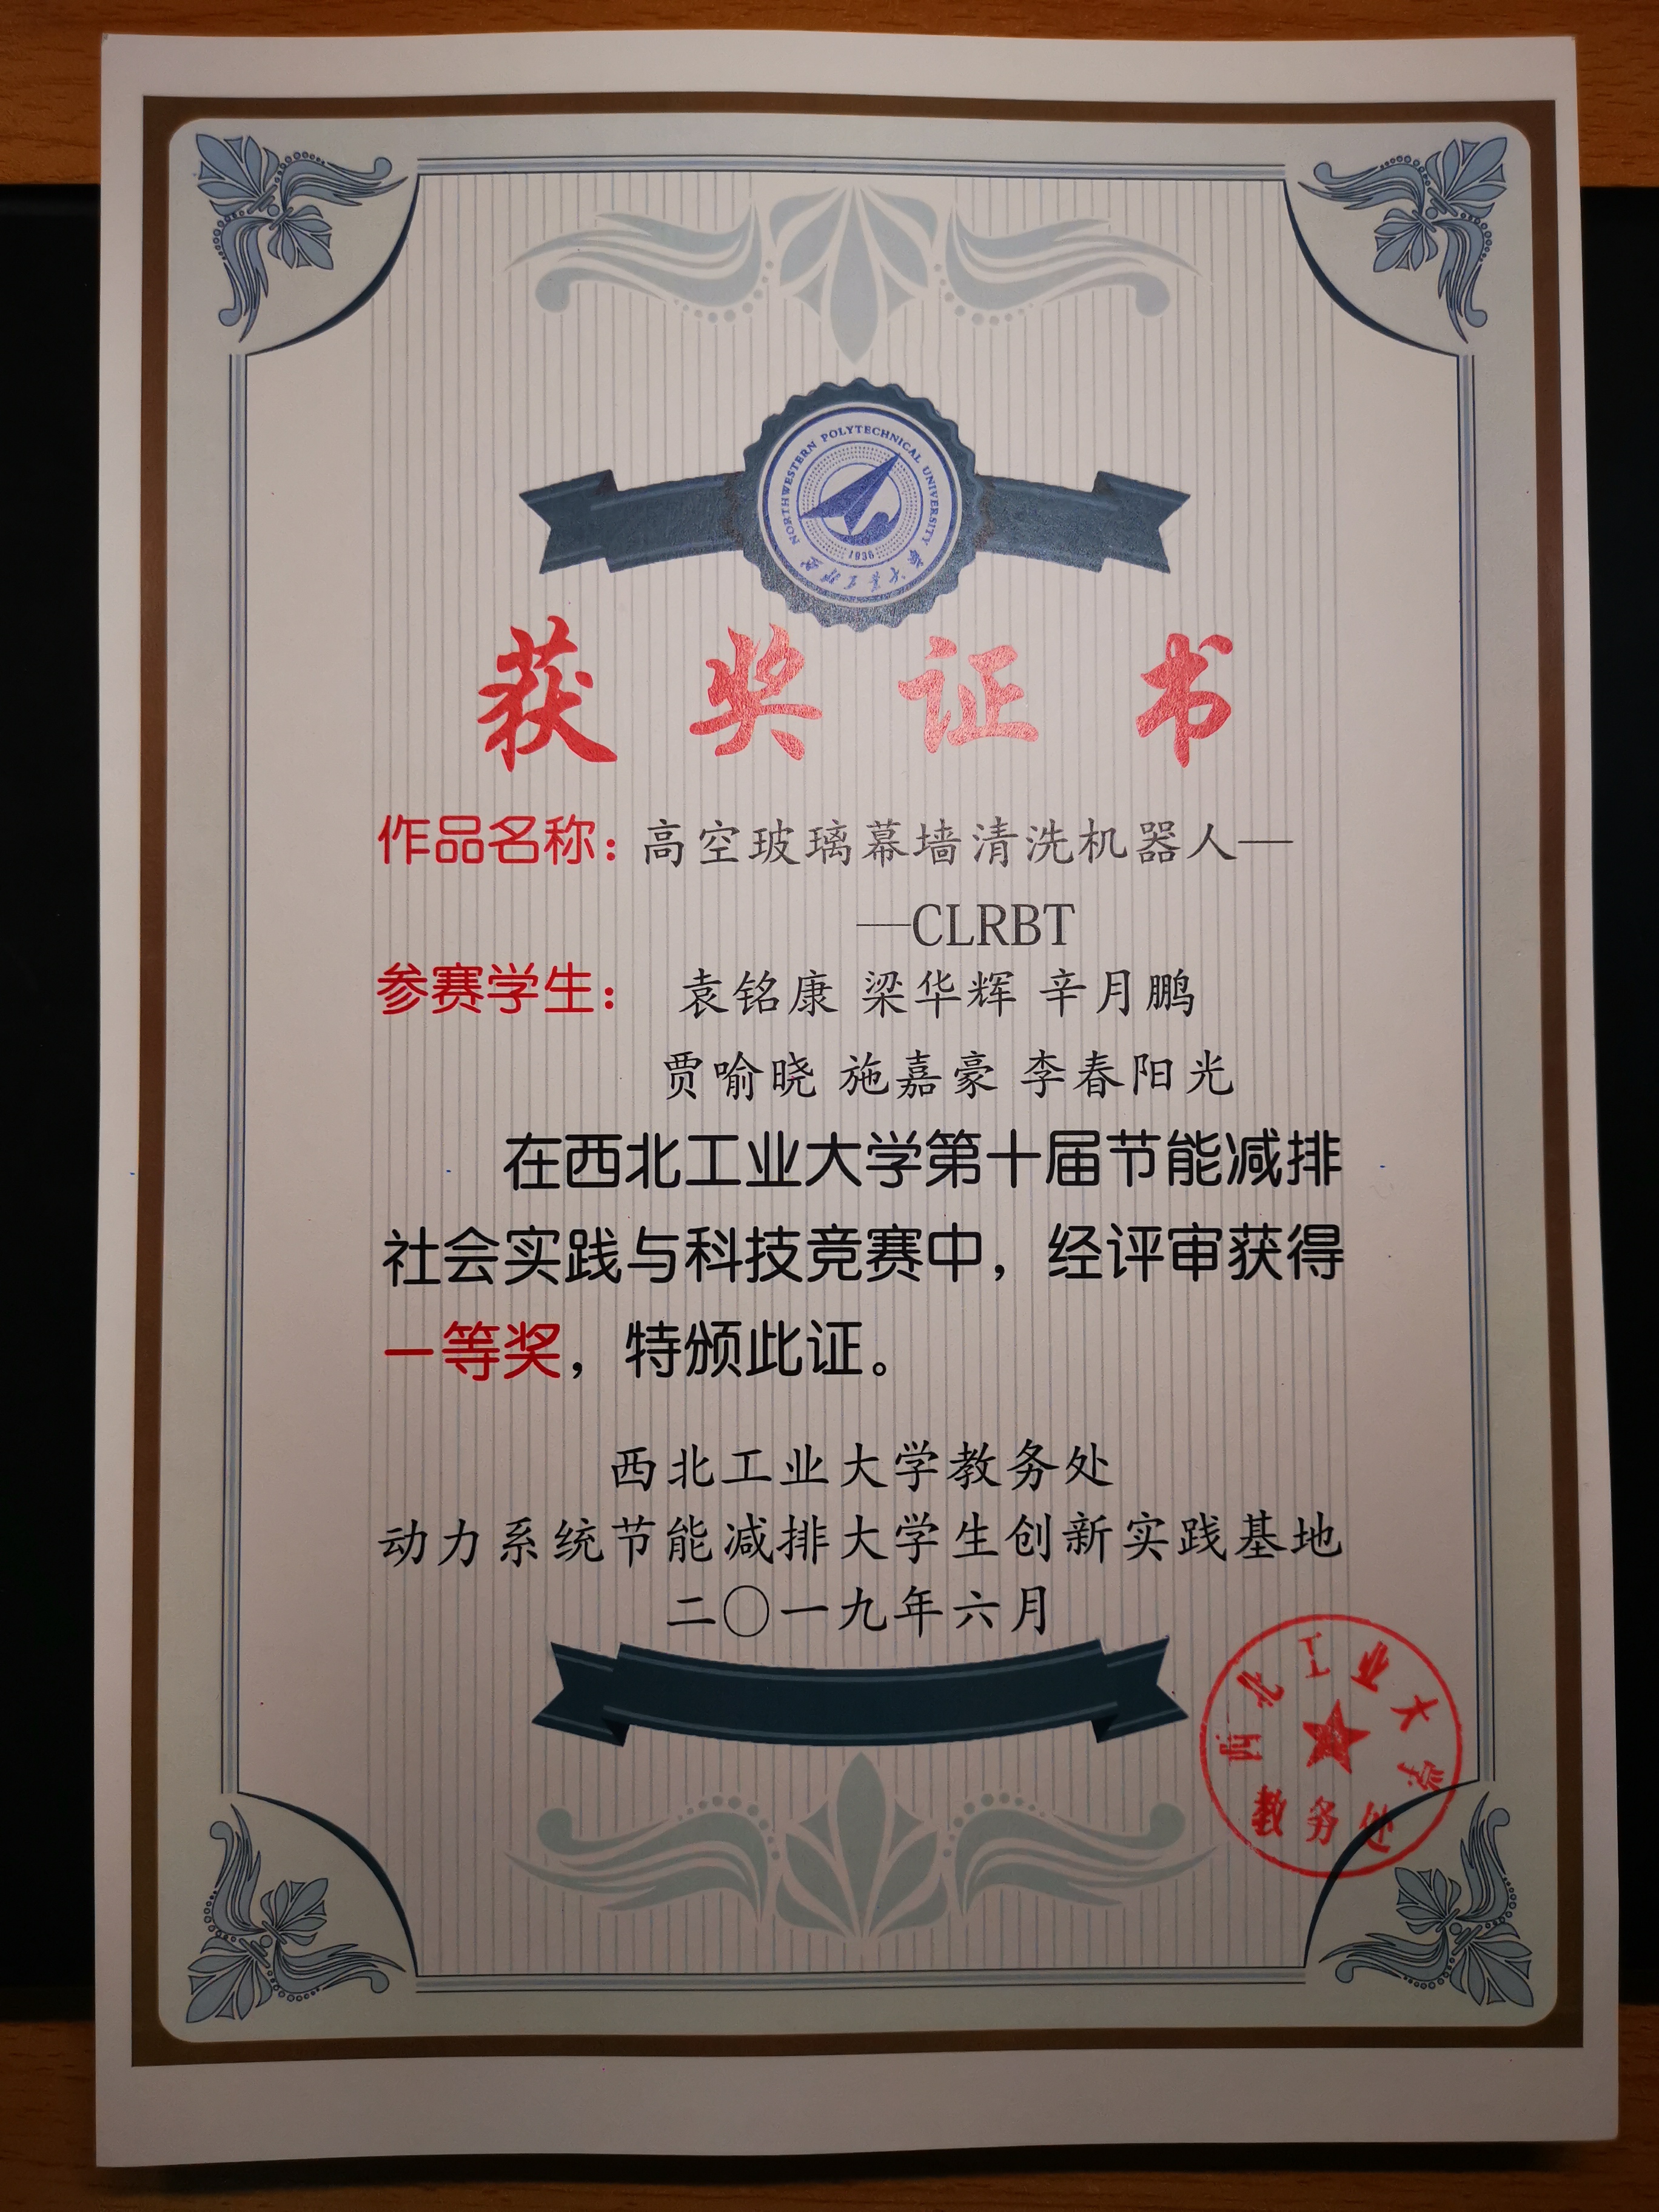 NORTHWESTERN POLYTECHNICAL UNIVERSITY
1938
西北工业大学
获奖证书
作品名称：高空玻璃幕墙清洗机器人—
—CLRBT
参赛学生： 袁铭康 梁华辉 辛月鹏
贾喻晓 施嘉豪 李春阳光
在西北工业大学第十届节能减排
社会实践与科技竞赛中，经评审获得
一等奖，特颁此证。
西北工业大学教务处
动力系统节能减排大学生创新实践基地
二〇一九年六月
西北工业大学
教务处